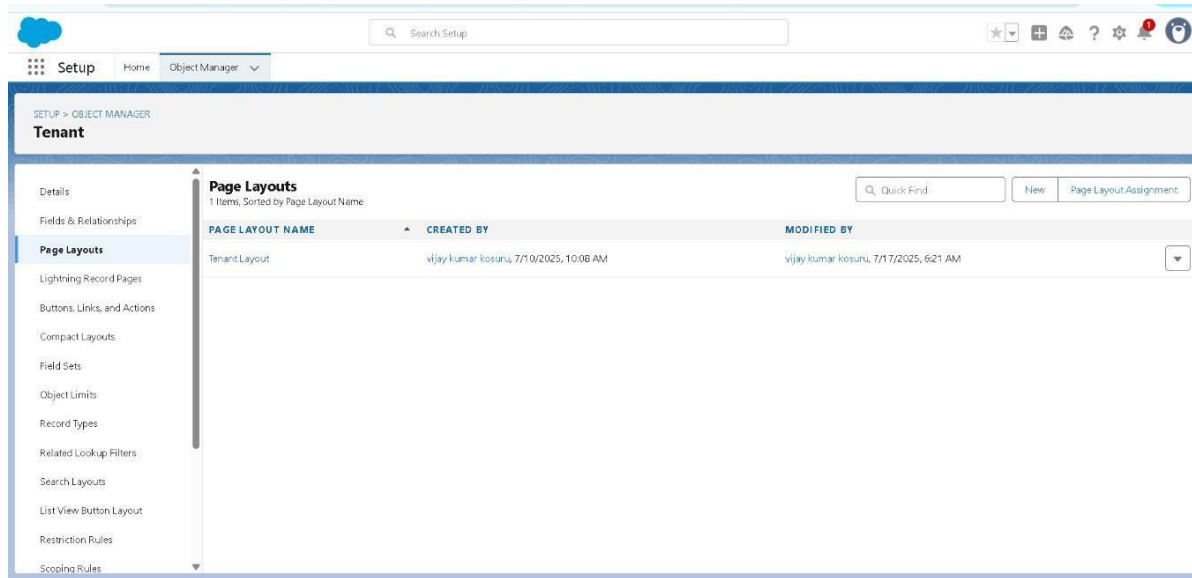 Search Setup
1
Setup Home Object Manager
SETUP > OBJECT MANAGER
Tenant
Details
Fields & Relationships
Page Layouts
Lightning Record Pages
Buttons, Links, and Actions
Compact Layouts
Field Sets
Object Limits
Record Types
Related Lookup Filters
Search Layouts
List View Button Layout
Restriction Rules
Scoping Rules
Page Layouts
1 Items, Sorted by Page Layout Name
Quick Find New Page Layout Assignment
PAGE LAYOUT NAME CREATED BY MODIFIED BY
Tenant Layout vijay kumar kosuru, 7/10/2025, 10:08 AM vijay kumar kosuru, 7/17/2025, 6:21 AM